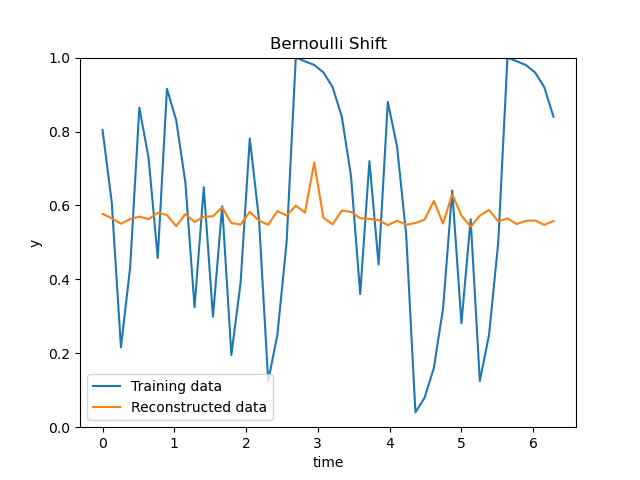 Bernoulli Shift
1.0
0.8
0.6
0.4
0.2
0.0
y
Training data
Reconstructed data
0 1 2 3 4 5 6
time